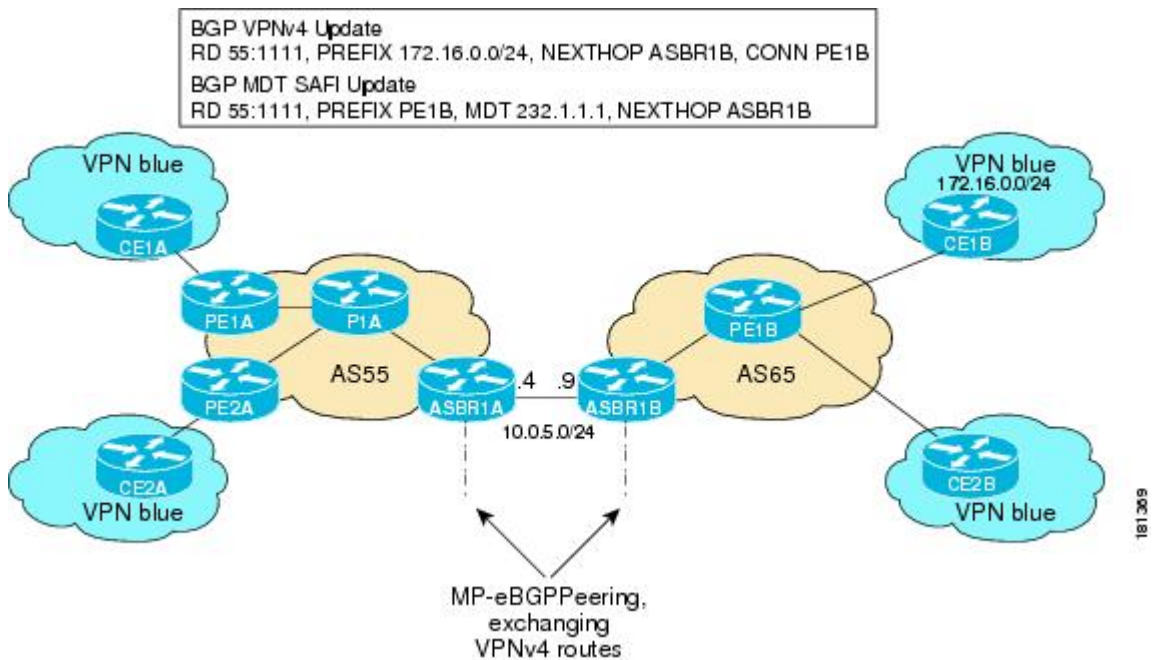 BGP VPNv4 Update
RD 55:1111, PREFIX 172.16.0.0/24, NEXTHOP ASBR1B, CONN PE1B
BGP MDT SAFI Update
RD 55:1111, PREFIX PE1B, MDT 232.1.1.1, NEXTHOP ASBR1B
VPN blue
CE1A
VPN blue
172.16.0.0/24
CE1B
PE1A
P1A
PE1B
AS55
AS65
PE2A
ASBR1A
.4
.9
ASBR1B
10.0.5.0/24
CE2A
VPN blue
CE2B
VPN blue
MP-eBGPPeering,
exchanging
VPNv4 routes
181369